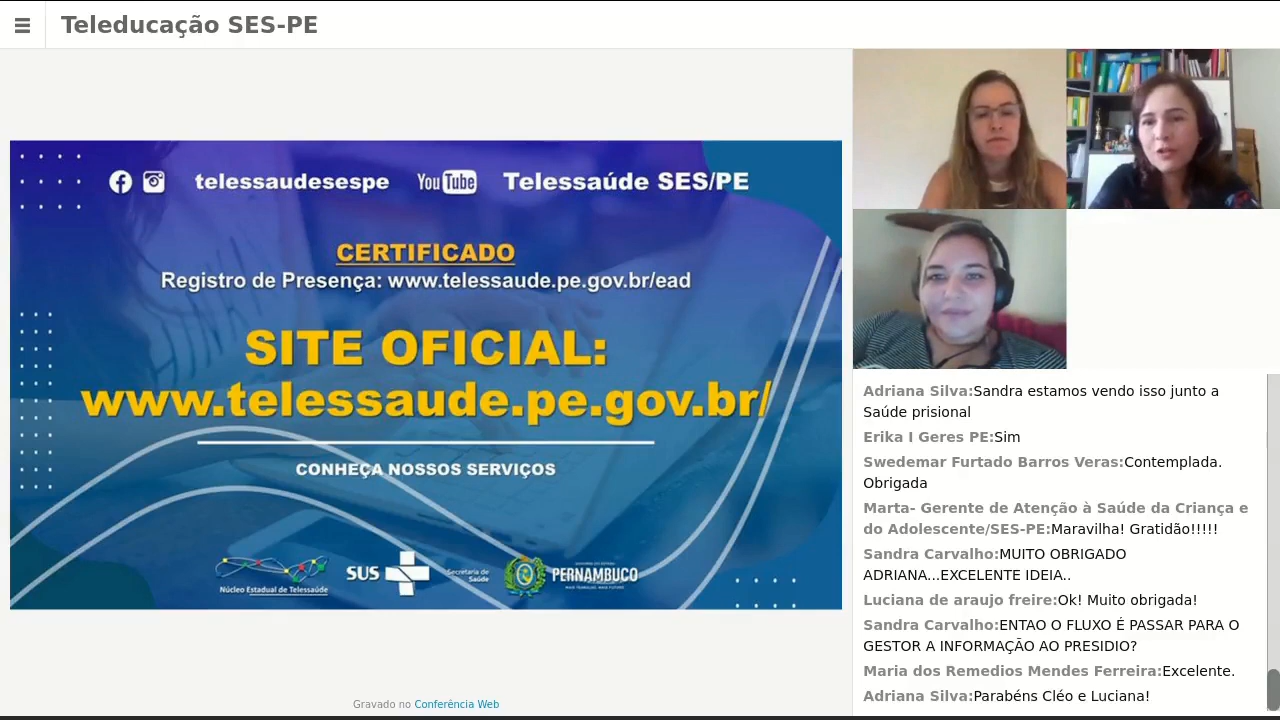 Teleducação SES-PE
telessaudesespe
YouTube
Telessaúde SES/PE
CERTIFICADO
Registro de Presença: www.telessaude.pe.gov.br/ead
SITE OFICIAL:
www.telessaude.pe.gov.br/
CONHEÇA NOSSOS SERVIÇOS
Núcleo Estadual de Telessaúde
SUS
Secretaria de
Saúde
PERNAMBUCO
Gravado no Conferência Web
Adriana Silva:Sandra estamos vendo isso junto a
Saúde prisional
Erika I Geres PE:Sim
Swedemar Furtado Barros Veras:Contemplada.
Obrigada
Marta- Gerente de Atenção à Saúde da Criança e
do Adolescente/SES-PE:Maravilha! Gratidão!!!!!
Sandra Carvalho:MUITO OBRIGADO
ADRIANA...EXCELENTE IDEIA..
Luciana de araujo freire:Ok! Muito obrigada!
Sandra Carvalho:ENTAO O FLUXO É PASSAR PARA O
GESTOR A INFORMAÇÃO AO PRESIDIO?
Maria dos Remedios Mendes Ferreira:Excelente.
Adriana Silva:Parabéns Cléo e Luciana!